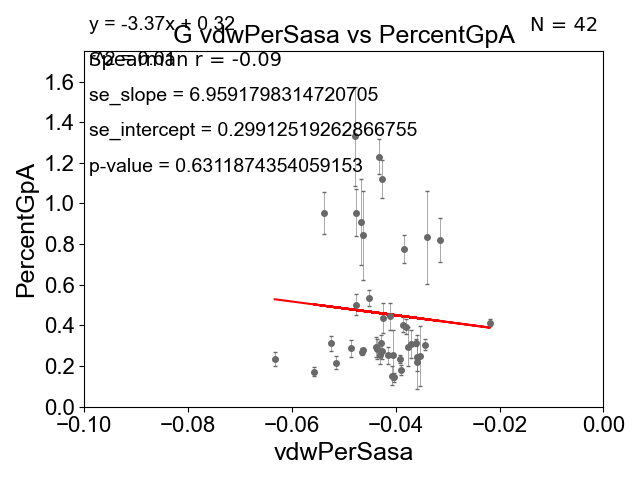 y = -3.37x + 0.32
G vdwPerSasa vs PercentGpA
N = 42
Spearman r = -0.09
se_slope = 6.9591798314720705
se_intercept = 0.29912519262866755
p-value = 0.6311874354059153
PercentGpA
1.6
1.4
1.2
1.0
0.8
0.6
0.4
0.2
0.0
−0.10 −0.08 −0.06 −0.04 −0.02 0.00
vdwPerSasa